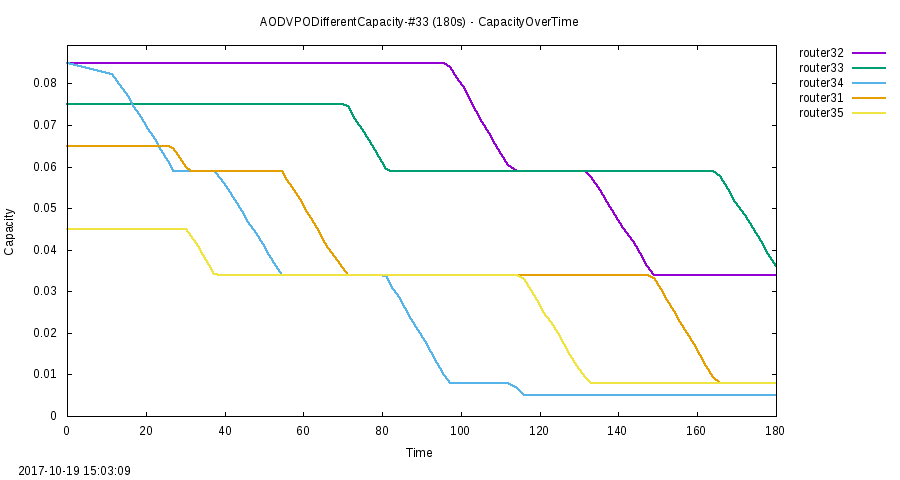 AODVPODifferentCapacity-#33 (180s) - CapacityOverTime
router32
router33
router34
router31
router35
0.08
0.07
0.06
0.05
0.04
0.03
0.02
0.01
0
Capacity
0 20 40 60 80 100 120 140 160 180
Time
2017-10-19 15:03:09